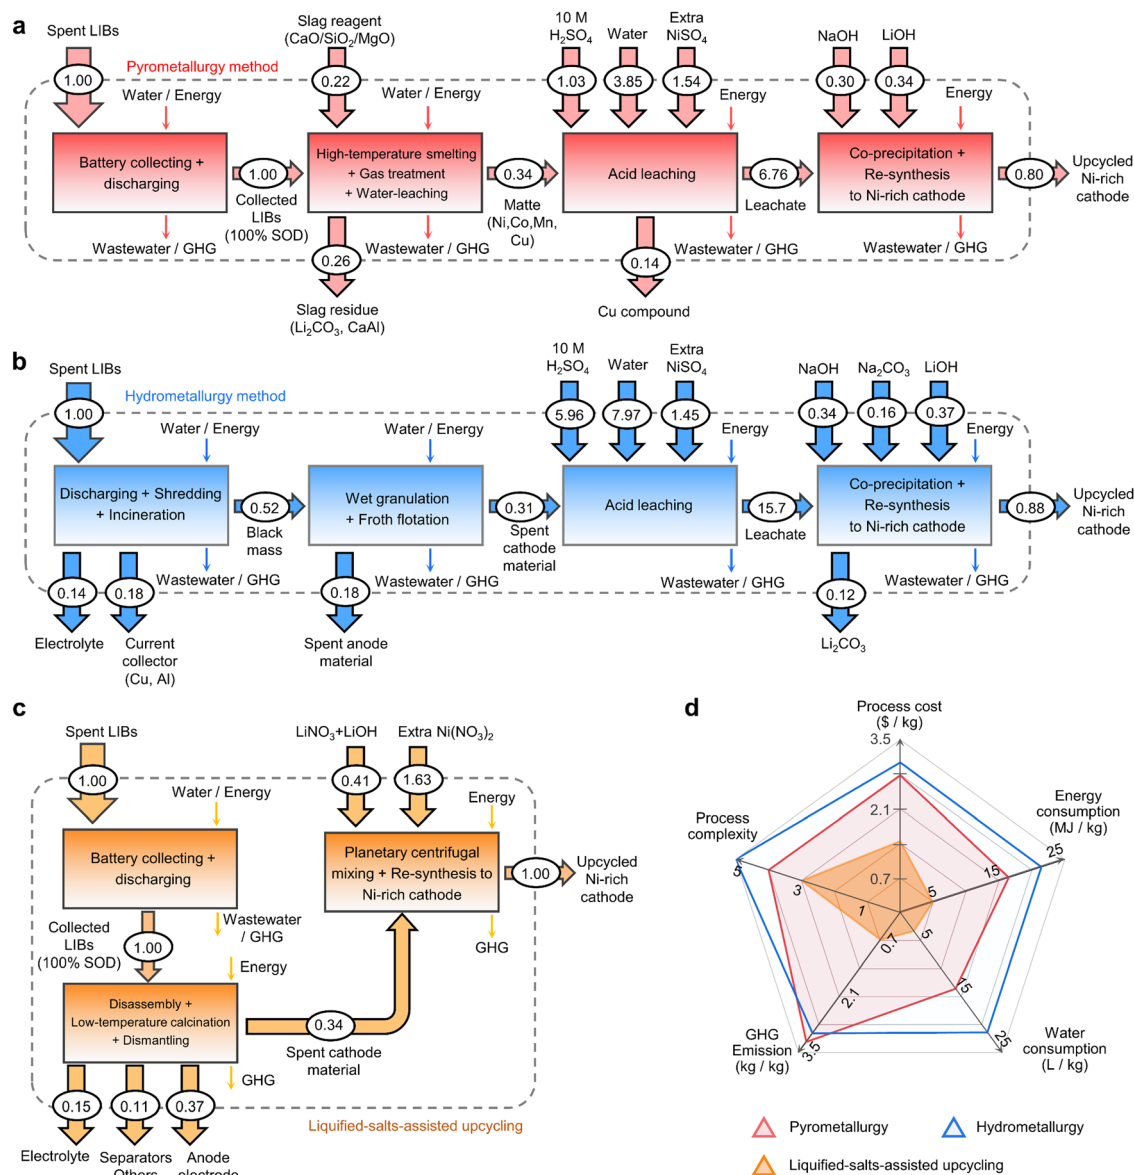 a
Spent LIBs
Slag reagent
(CaO/SiO2/MgO)
10 M
H2SO4
Water
Extra
NiSO4
NaOH
LiOH
1.00
Pyrometallurgy method
0.22
1.03
3.85
1.54
0.30
0.34
Water / Energy
Water / Energy
Energy
Energy
Battery collecting +
discharging
1.00
Collected
LIBs
(100% SOD)
High-temperature smelting
+ Gas treatment
+ Water-leaching
0.34
Matte
(Ni,Co,Mn,
Cu)
Acid leaching
6.76
Leachate
Co-precipitation +
Re-synthesis
to Ni-rich cathode
0.80
Upcycled
Ni-rich
cathode
Wastewater / GHG
Wastewater / GHG
Wastewater / GHG
Wastewater / GHG
0.26
0.14
Slag residue
(Li2CO3, CaAl)
Cu compound
b
Spent LIBs
10 M
H2SO4
Water
Extra
NiSO4
NaOH
Na2CO3
LiOH
1.00
Hydrometallurgy method
5.96
7.97
1.45
0.34
0.16
0.37
Water / Energy
Water / Energy
Energy
Energy
Discharging + Shredding
+ Incineration
0.52
Black
mass
Wet granulation
+ Froth flotation
0.31
Spent
cathode
material
Acid leaching
15.7
Leachate
Co-precipitation +
Re-synthesis
to Ni-rich cathode
0.88
Upcycled
Ni-rich
cathode
Wastewater / GHG
Wastewater / GHG
Wastewater / GHG
Wastewater / GHG
0.14
0.18
0.18
0.12
Electrolyte
Current
collector
(Cu, Al)
Spent anode
material
Li2CO3
c
Spent LIBs
LiNO3+LiOH
Extra Ni(NO3)2
1.00
0.41
1.63
Water / Energy
Energy
Battery collecting +
discharging
Planetary centrifugal
mixing + Re-synthesis to
Ni-rich cathode
1.00
Upcycled
Ni-rich
cathode
Collected
LIBs
(100% SOD)
1.00
Wastewater
/ GHG
GHG
Energy
Disassembly +
Low-temperature calcination
+ Dismantling
0.34
Spent cathode
material
GHG
0.15
0.11
0.37
Liquified-salts-assisted upcycling
Electrolyte
Separators
Others
Anode
electrode
d
Process cost
($ / kg)
3.5
2.1
0.7
Energy
consumption
(MJ / kg)
25
15
5
Process
complexity
5
3
1
0.7
2.1
3.5
5
15
25
GHG
Emission
(kg / kg)
Water
consumption
(L / kg)
Pyrometallurgy
Hydrometallurgy
Liquified-salts-assisted upcycling